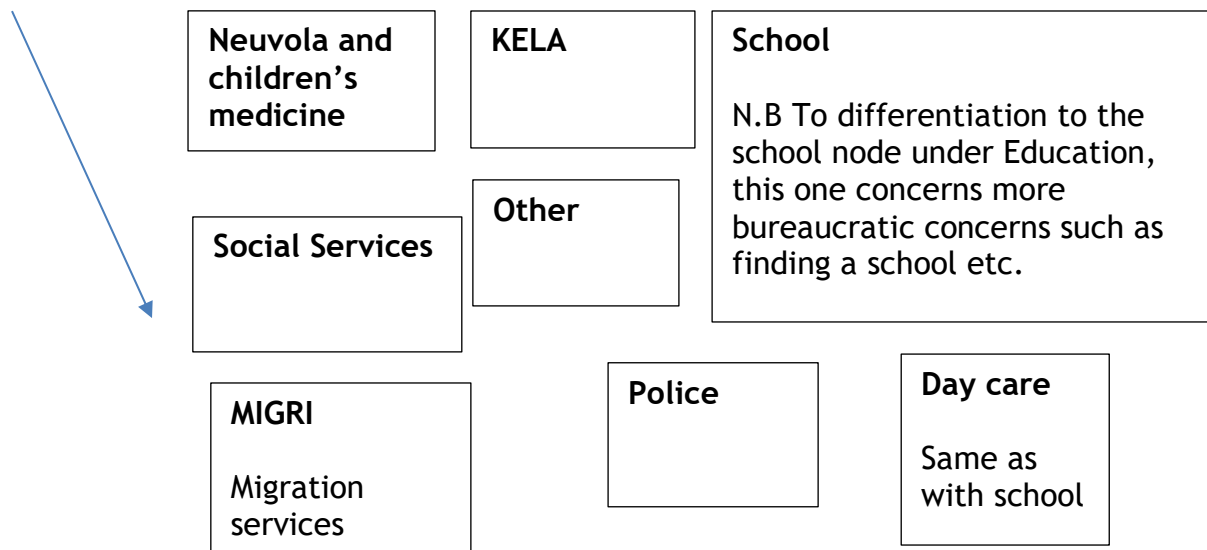 Neuvola and
children’s
medicine
KELA
School
N.B To differentiation to the
school node under Education,
this one concerns more
bureaucratic concerns such as
finding a school etc.
Social Services
Other
MIGRI
Migration
services
Police
Day care
Same as
with school